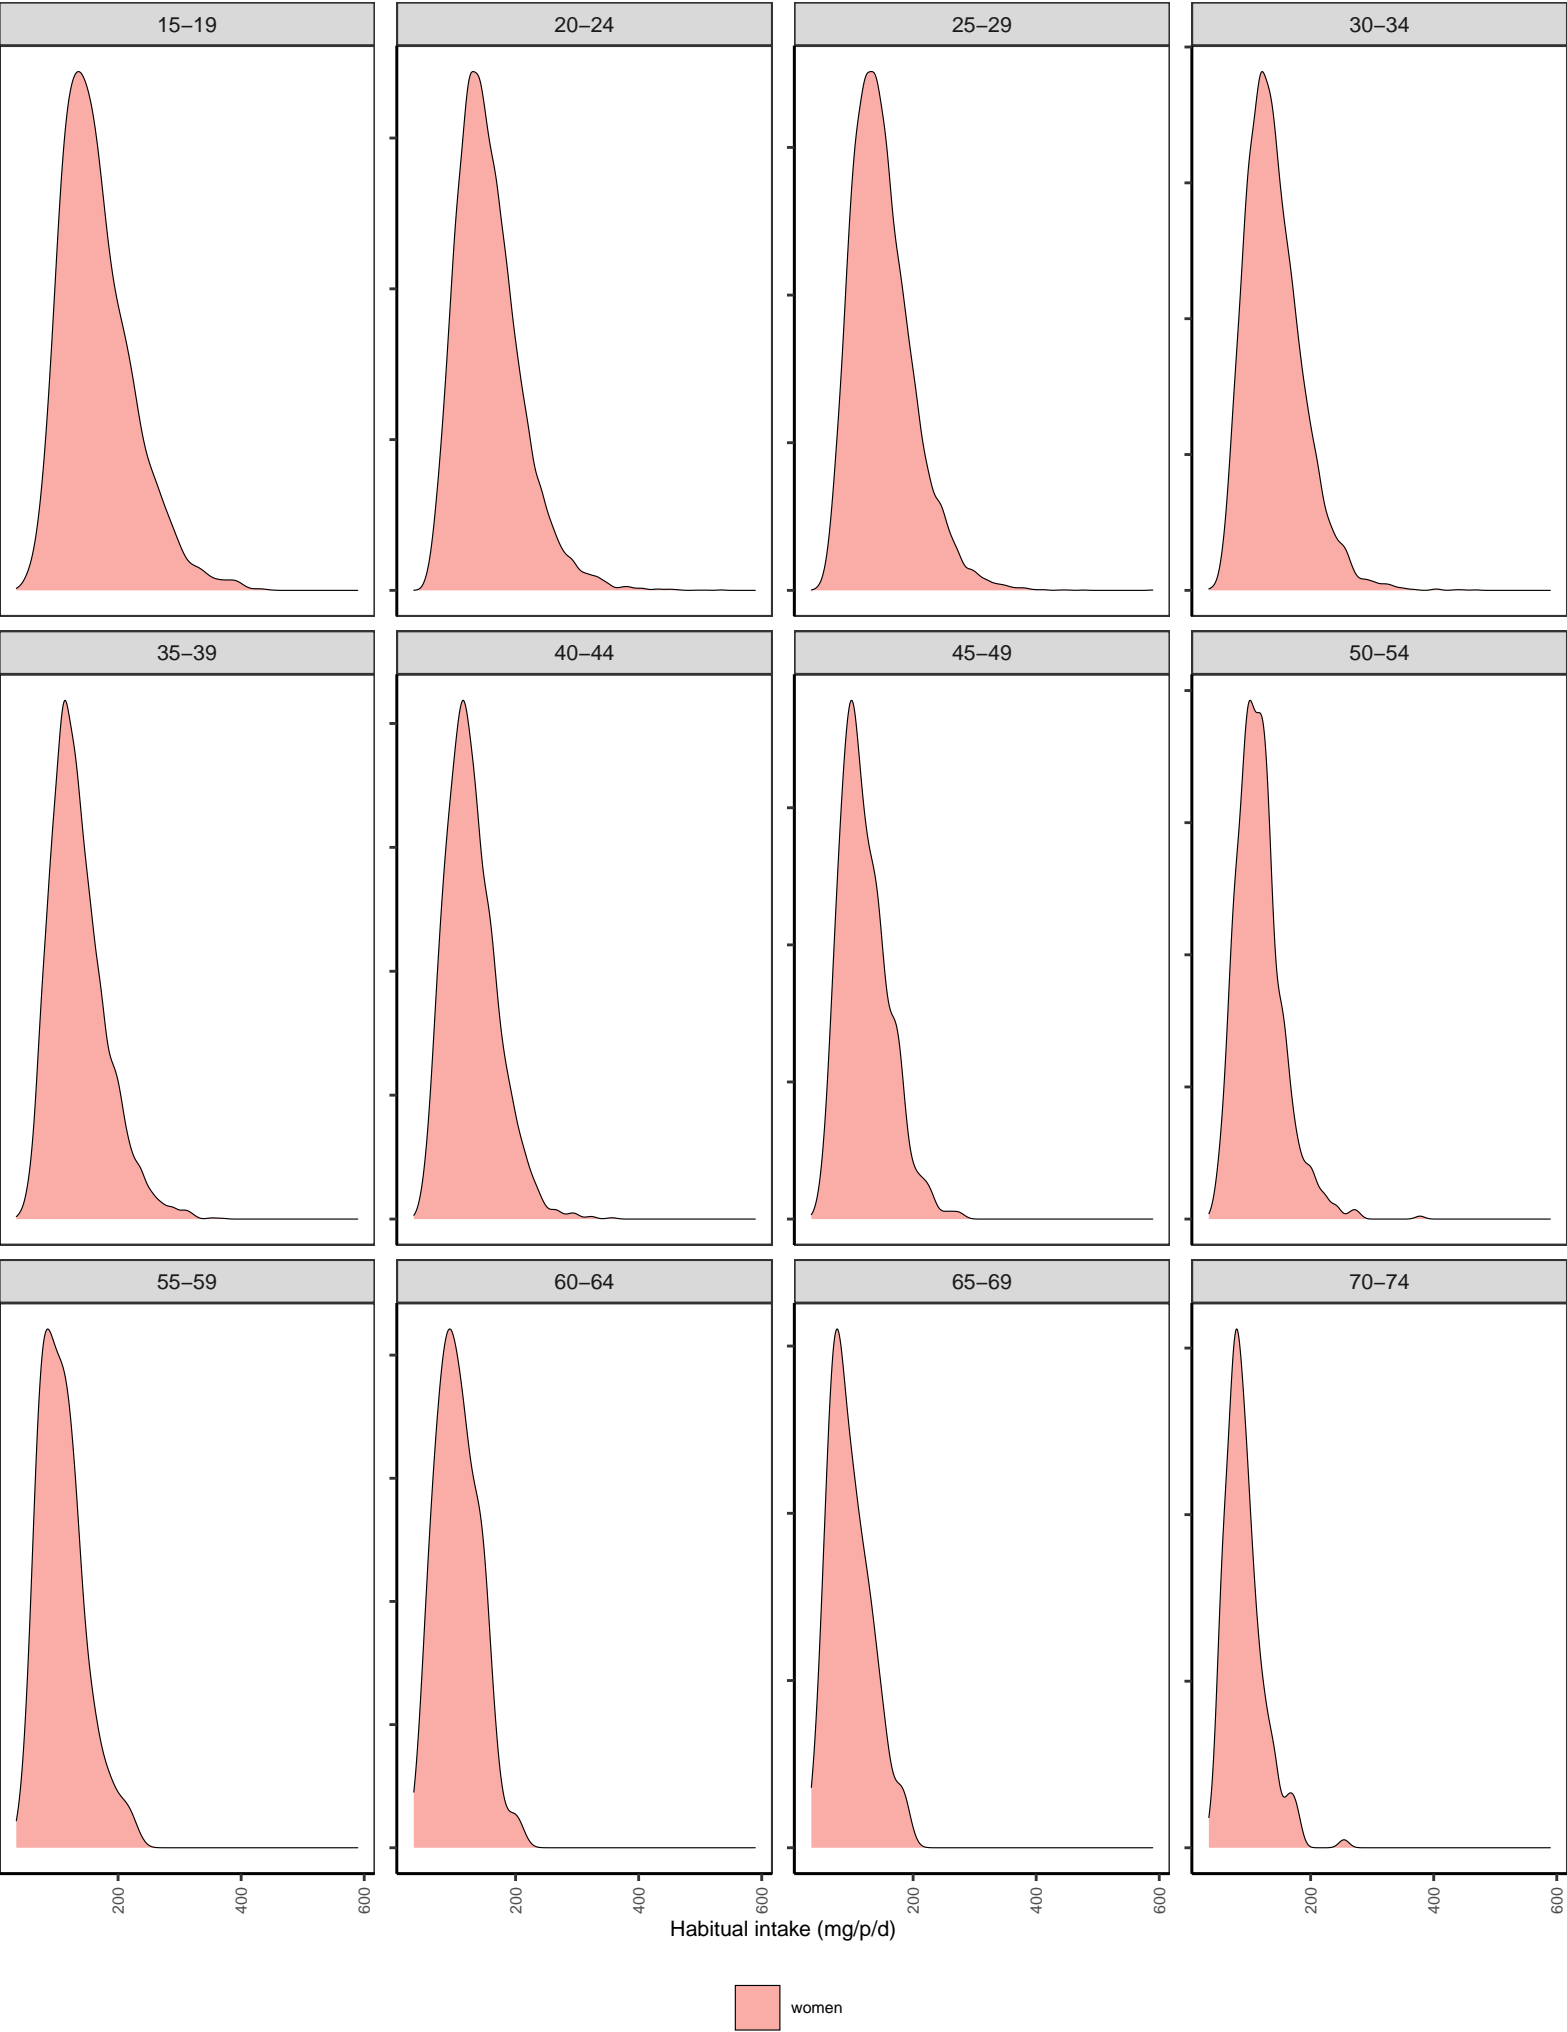 15–19 20–24 25–29 30–34
35–39 40–44 45–49 50–54
55–59 60–64 65–69 70–74
200 400 600 200 400 600 200 400 600 200 400 600
Habitual intake (mg/p/d)
women